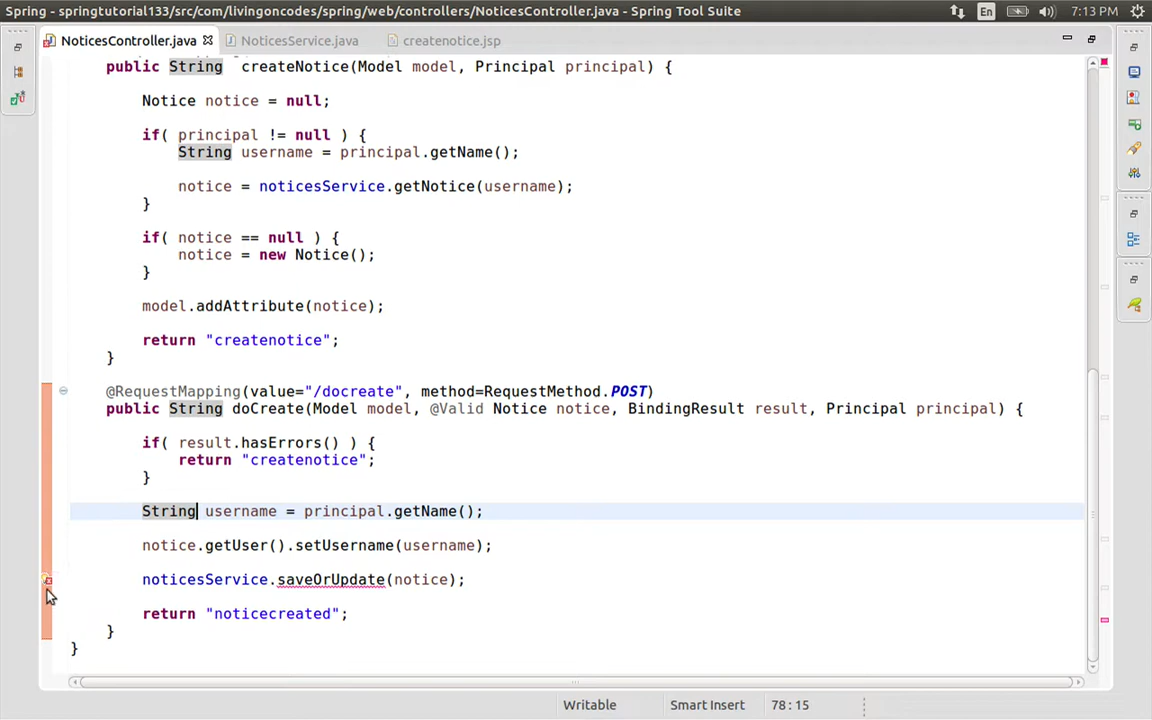 Spring - springtutorial133/src/com/livingoncodes/spring/web/controllers/NoticesController.java - Spring Tool Suite
En
7:13 PM
NoticesController.java
NoticesService.java
createnotice.jsp
public String createNotice(Model model, Principal principal) {
Notice notice = null;
if( principal != null ) {
String username = principal.getName();
notice = noticesService.getNotice(username);
}
if( notice == null ) {
notice = new Notice();
}
model.addAttribute(notice);
return "createnotice";
}
@RequestMapping(value="/docreate", method=RequestMethod.POST)
public String doCreate(Model model, @Valid Notice notice, BindingResult result, Principal principal) {
if( result.hasErrors() ) {
return "createnotice";
}
String username = principal.getName();
notice.getUser().setUsername(username);
noticesService.saveOrUpdate(notice);
return "noticecreated";
}
}
Writable
Smart Insert
78 : 15